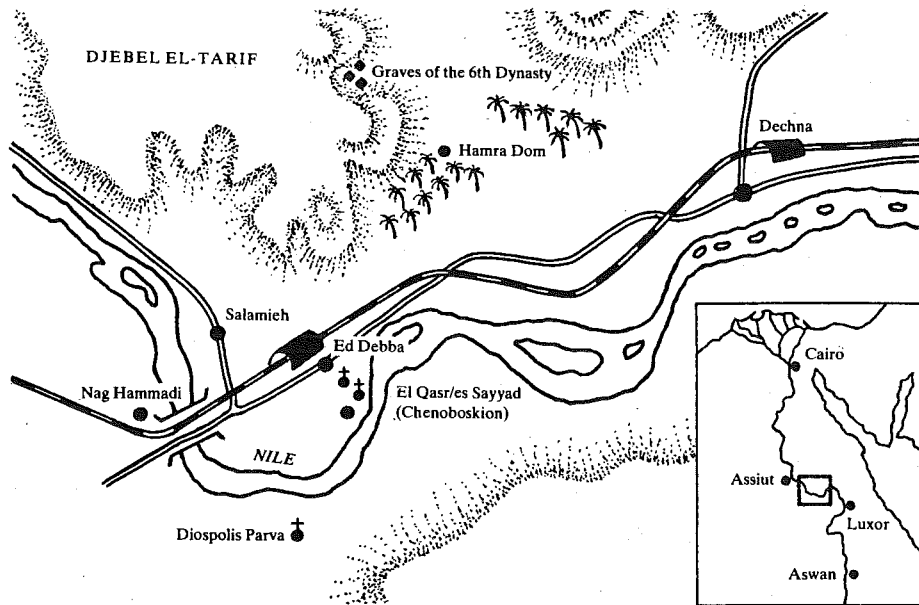 DJEBEL EL-TARIF
Graves of the 6th Dynasty
Hamra Dom
Dechna
Salamieh
Ed Debba
Nag Hammadi
El Qasr/es Sayyad
(Chenoboskion)
NILE
Diospolis Parva
Cairo
Assiut
Luxor
Aswan